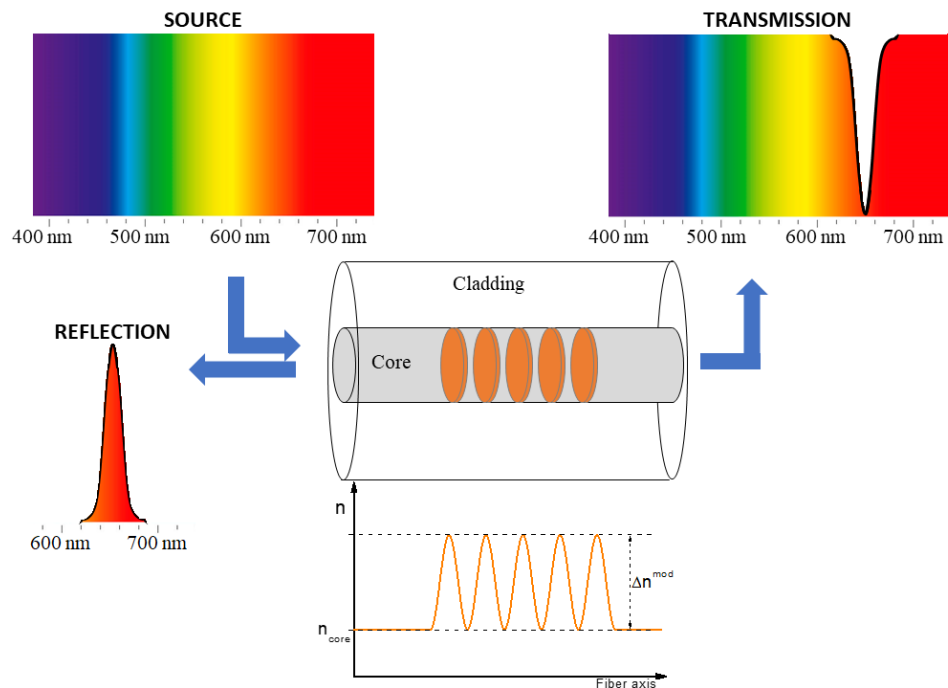 SOURCE
400 nm 500 nm 600 nm 700 nm
TRANSMISSION
400 nm 500 nm 600 nm 700 nm
REFLECTION
600 nm 700 nm
Cladding
Core
n
Δn^mod
n_core
Fiber axis